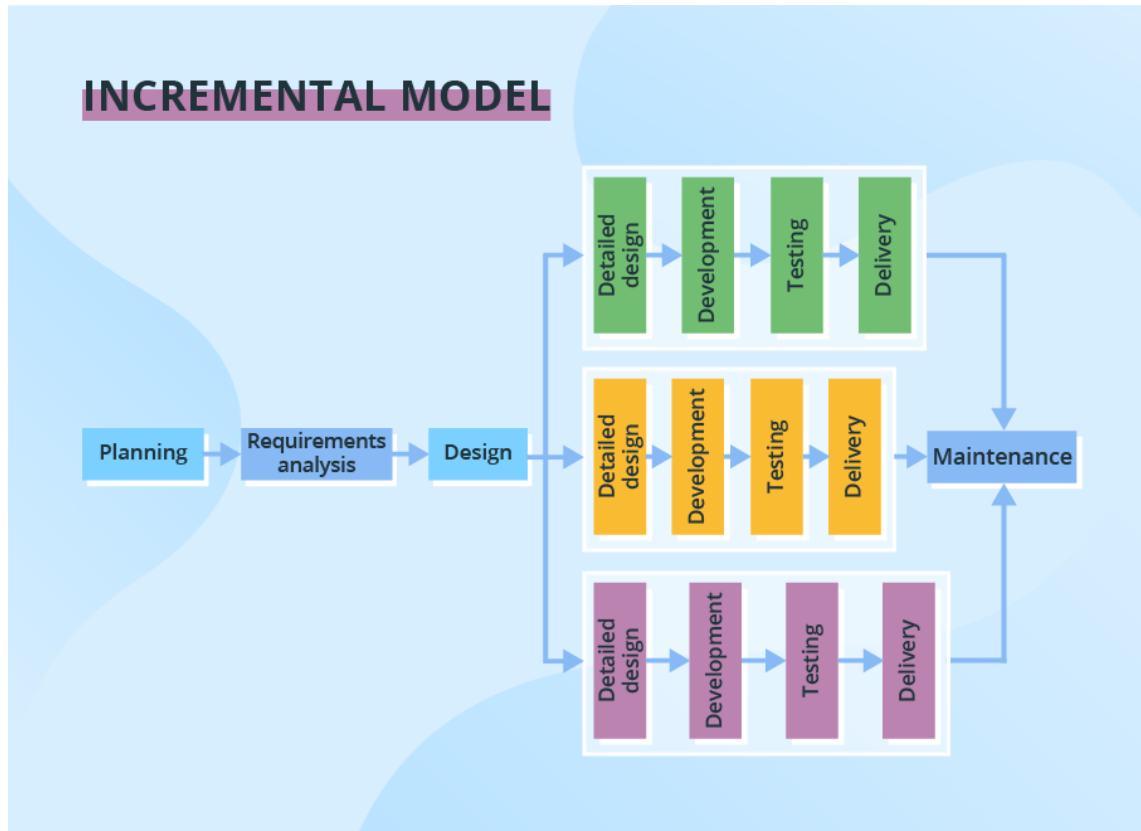 INCREMENTAL MODEL
Detailed
design
Development
Testing
Delivery
Planning
Requirements
analysis
Design
Detailed
design
Development
Testing
Delivery
Maintenance
Detailed
design
Development
Testing
Delivery